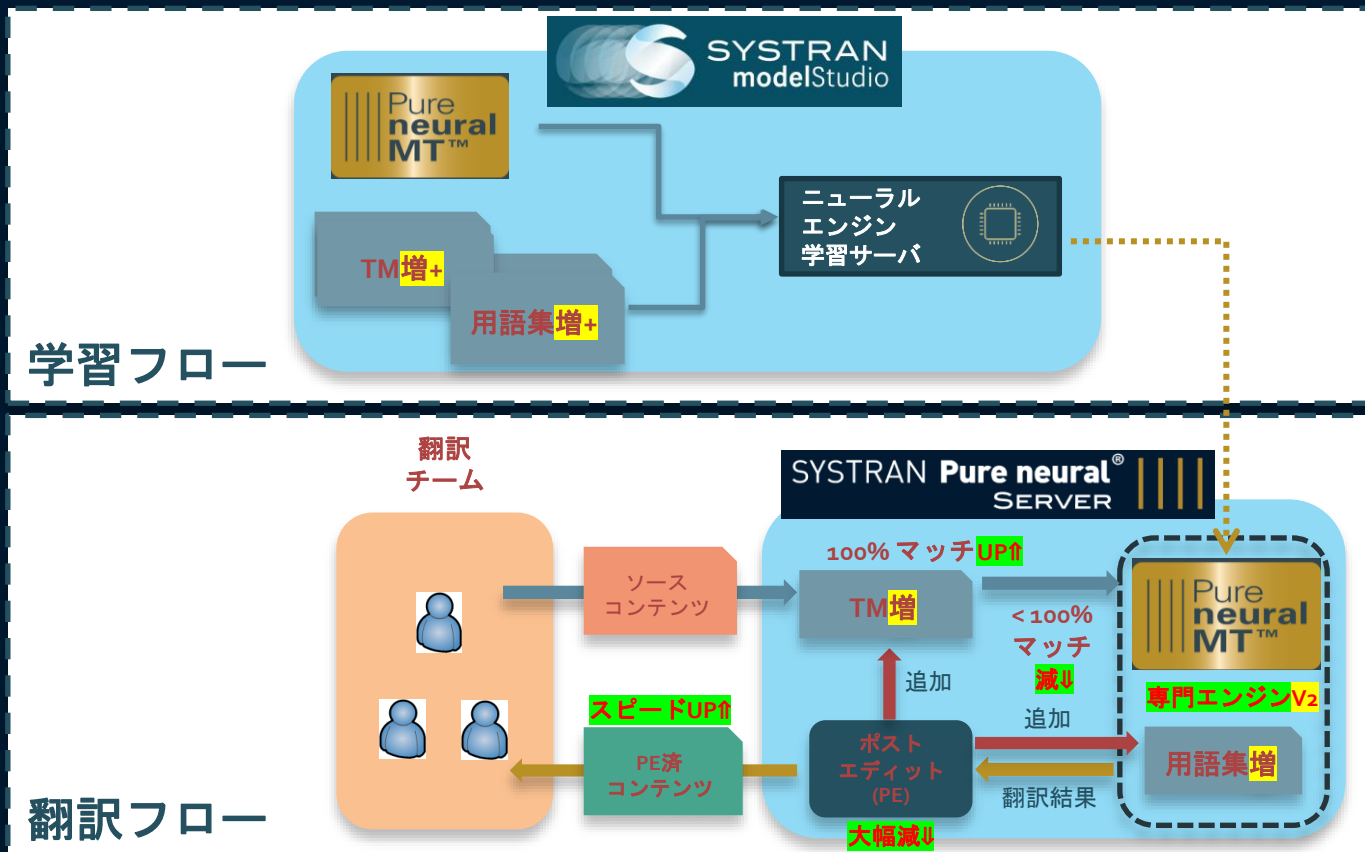 SYSTRAN
modelStudio
Pure
neural
MT™
ニューラル
エンジン
学習サーバ
TM増+
用語集増+
学習フロー
翻訳
チーム
SYSTRAN Pure neural®
SERVER
100% マッチUP⇑
ソース
コンテンツ
TM増
< 100%
マッチ
減⇓
Pure
neural
MT™
追加
専門エンジンV2
スピードUP⇑
追加
PE済
コンテンツ
ポスト
エディット
(PE)
用語集増
翻訳結果
大幅減⇓
翻訳フロー